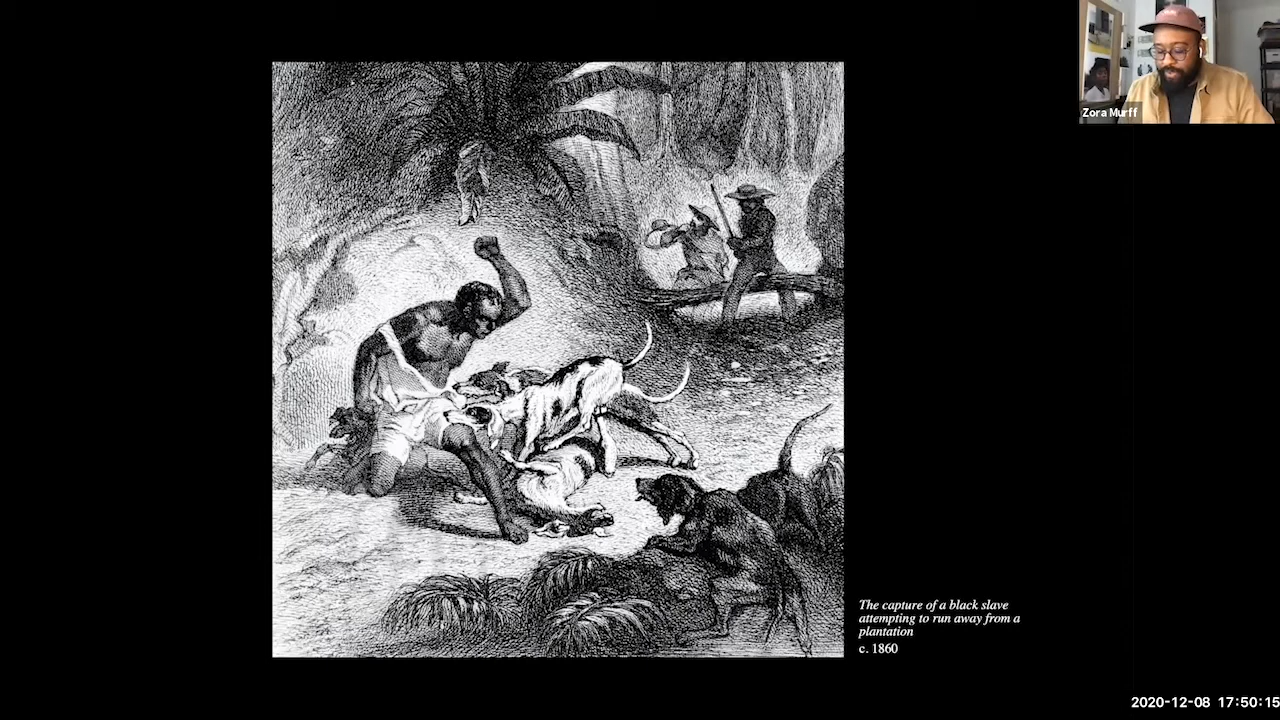 Zora Murff
The capture of a black slave
attempting to run away from a
plantation
c. 1860
2020-12-08 17:50:15